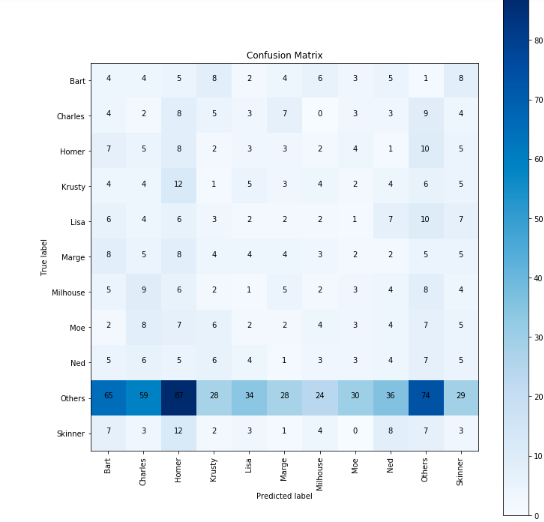 Confusion Matrix
Bart 4 4 5 8 2 4 6 3 5 1 8
Charles 4 2 8 5 3 7 0 3 3 9 4
Homer 7 5 8 2 3 3 2 4 1 10 5
Krusty 4 4 12 1 5 3 4 2 4 6 5
Lisa 6 4 6 3 2 2 2 1 7 10 7
Marge 8 5 8 4 4 4 3 2 2 5 5
Milhouse 5 9 6 2 1 5 2 3 4 8 4
Moe 2 8 7 6 2 2 4 3 4 7 5
Ned 5 6 5 6 4 1 3 3 4 7 5
Others 65 59 87 28 34 28 24 30 36 74 29
Skinner 7 3 12 2 3 1 4 0 8 7 3
Bart Charles Homer Krusty Lisa Marge Milhouse Moe Ned Others Skinner
Predicted label
True label
80
70
60
50
40
30
20
10
0